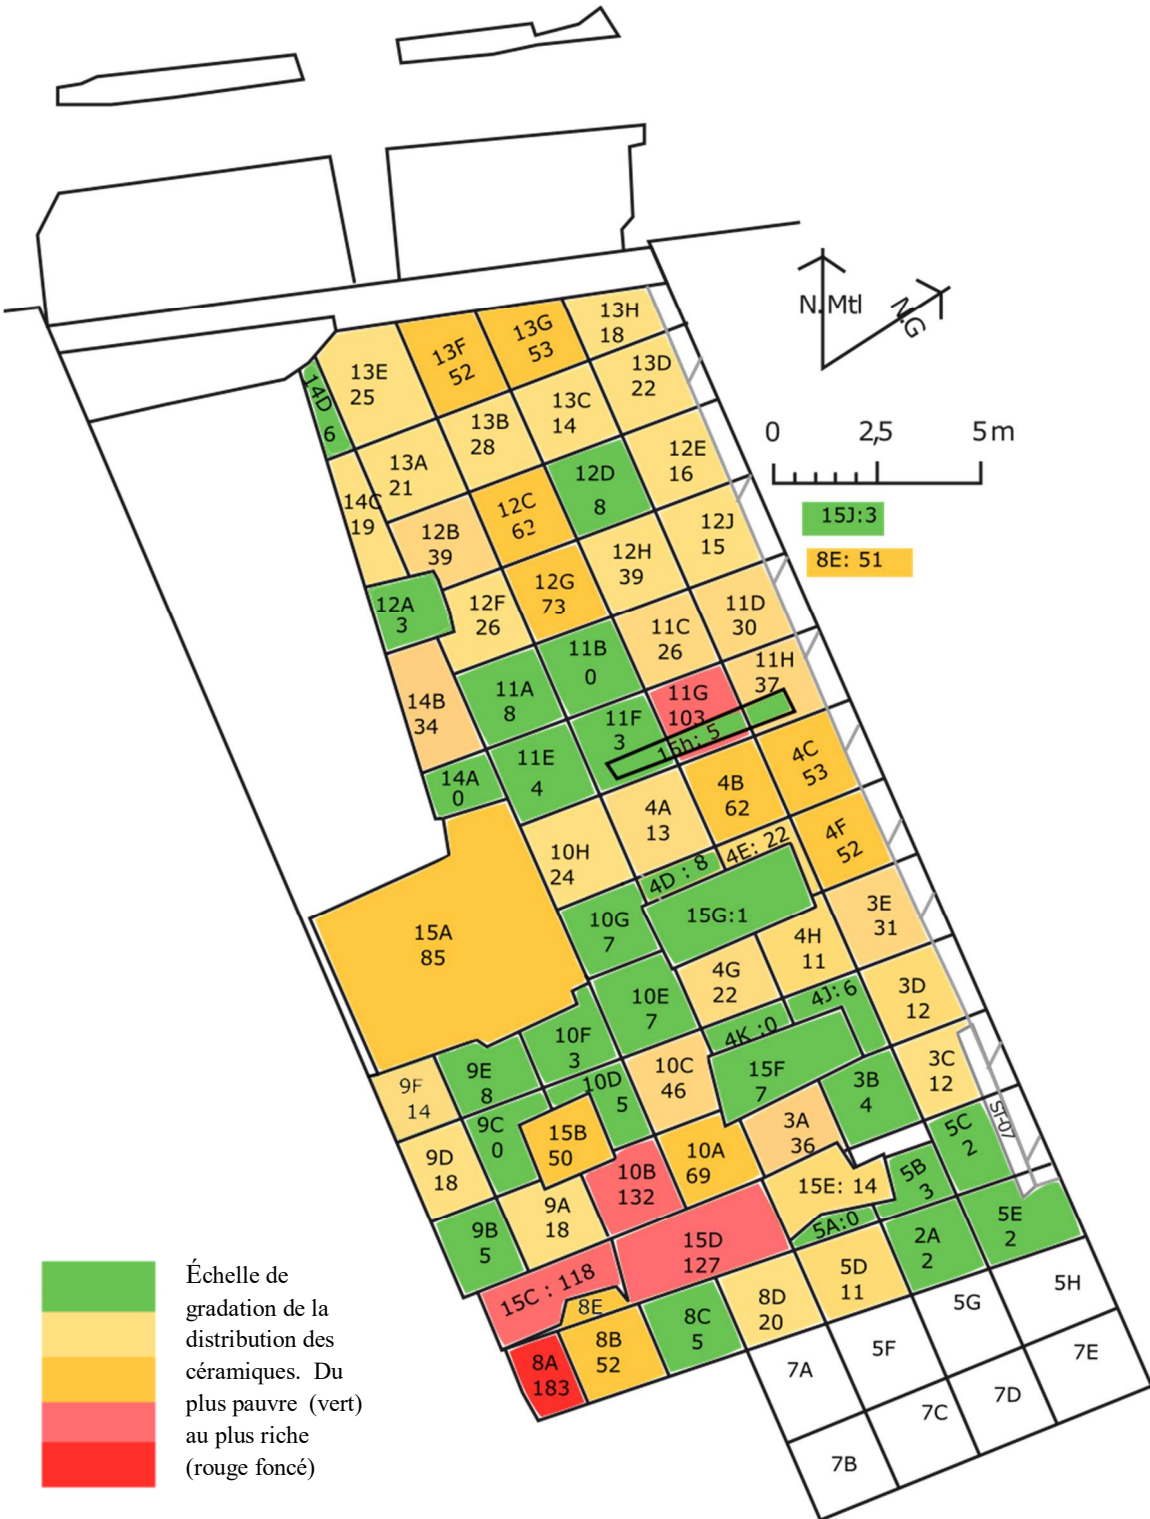 N.Mtl
N.G
0 2,5 5 m
15J:3
8E: 51
13H
18
13G
53
13F
52
13E
25
14D
6
13D
22
13C
14
13B
28
13A
21
14C
19
12E
16
12D
8
12C
62
12B
39
12A
3
12J
15
12H
39
12G
73
12F
26
11D
30
11C
26
11B
0
11A
8
14B
34
11H
37
11G
103
11F
3
15h: 5
11E
4
14A
0
4C
53
4B
62
4A
13
10H
24
4F
52
4E: 22
4D : 8
15G:1
10G
7
15A
85
3E
31
4H
11
4G
22
10E
7
3D
12
4J: 6
4K :0
10F
3
15F
7
10C
46
10D
5
9E
8
9F
14
3C
12
3B
4
3A
36
SI-07
5C
2
5B
3
15E: 14
5A:0
10A
69
10B
132
15B
50
9C
0
9D
18
9A
18
9B
5
5E
2
2A
2
5D
11
15D
127
15C : 118
8E
8D
20
8C
5
8B
52
8A
183
5H
5G
5F
7A
7E
7D
7C
7B
Échelle de
gradation de la
distribution des
céramiques. Du
plus pauvre (vert)
au plus riche
(rouge foncé)